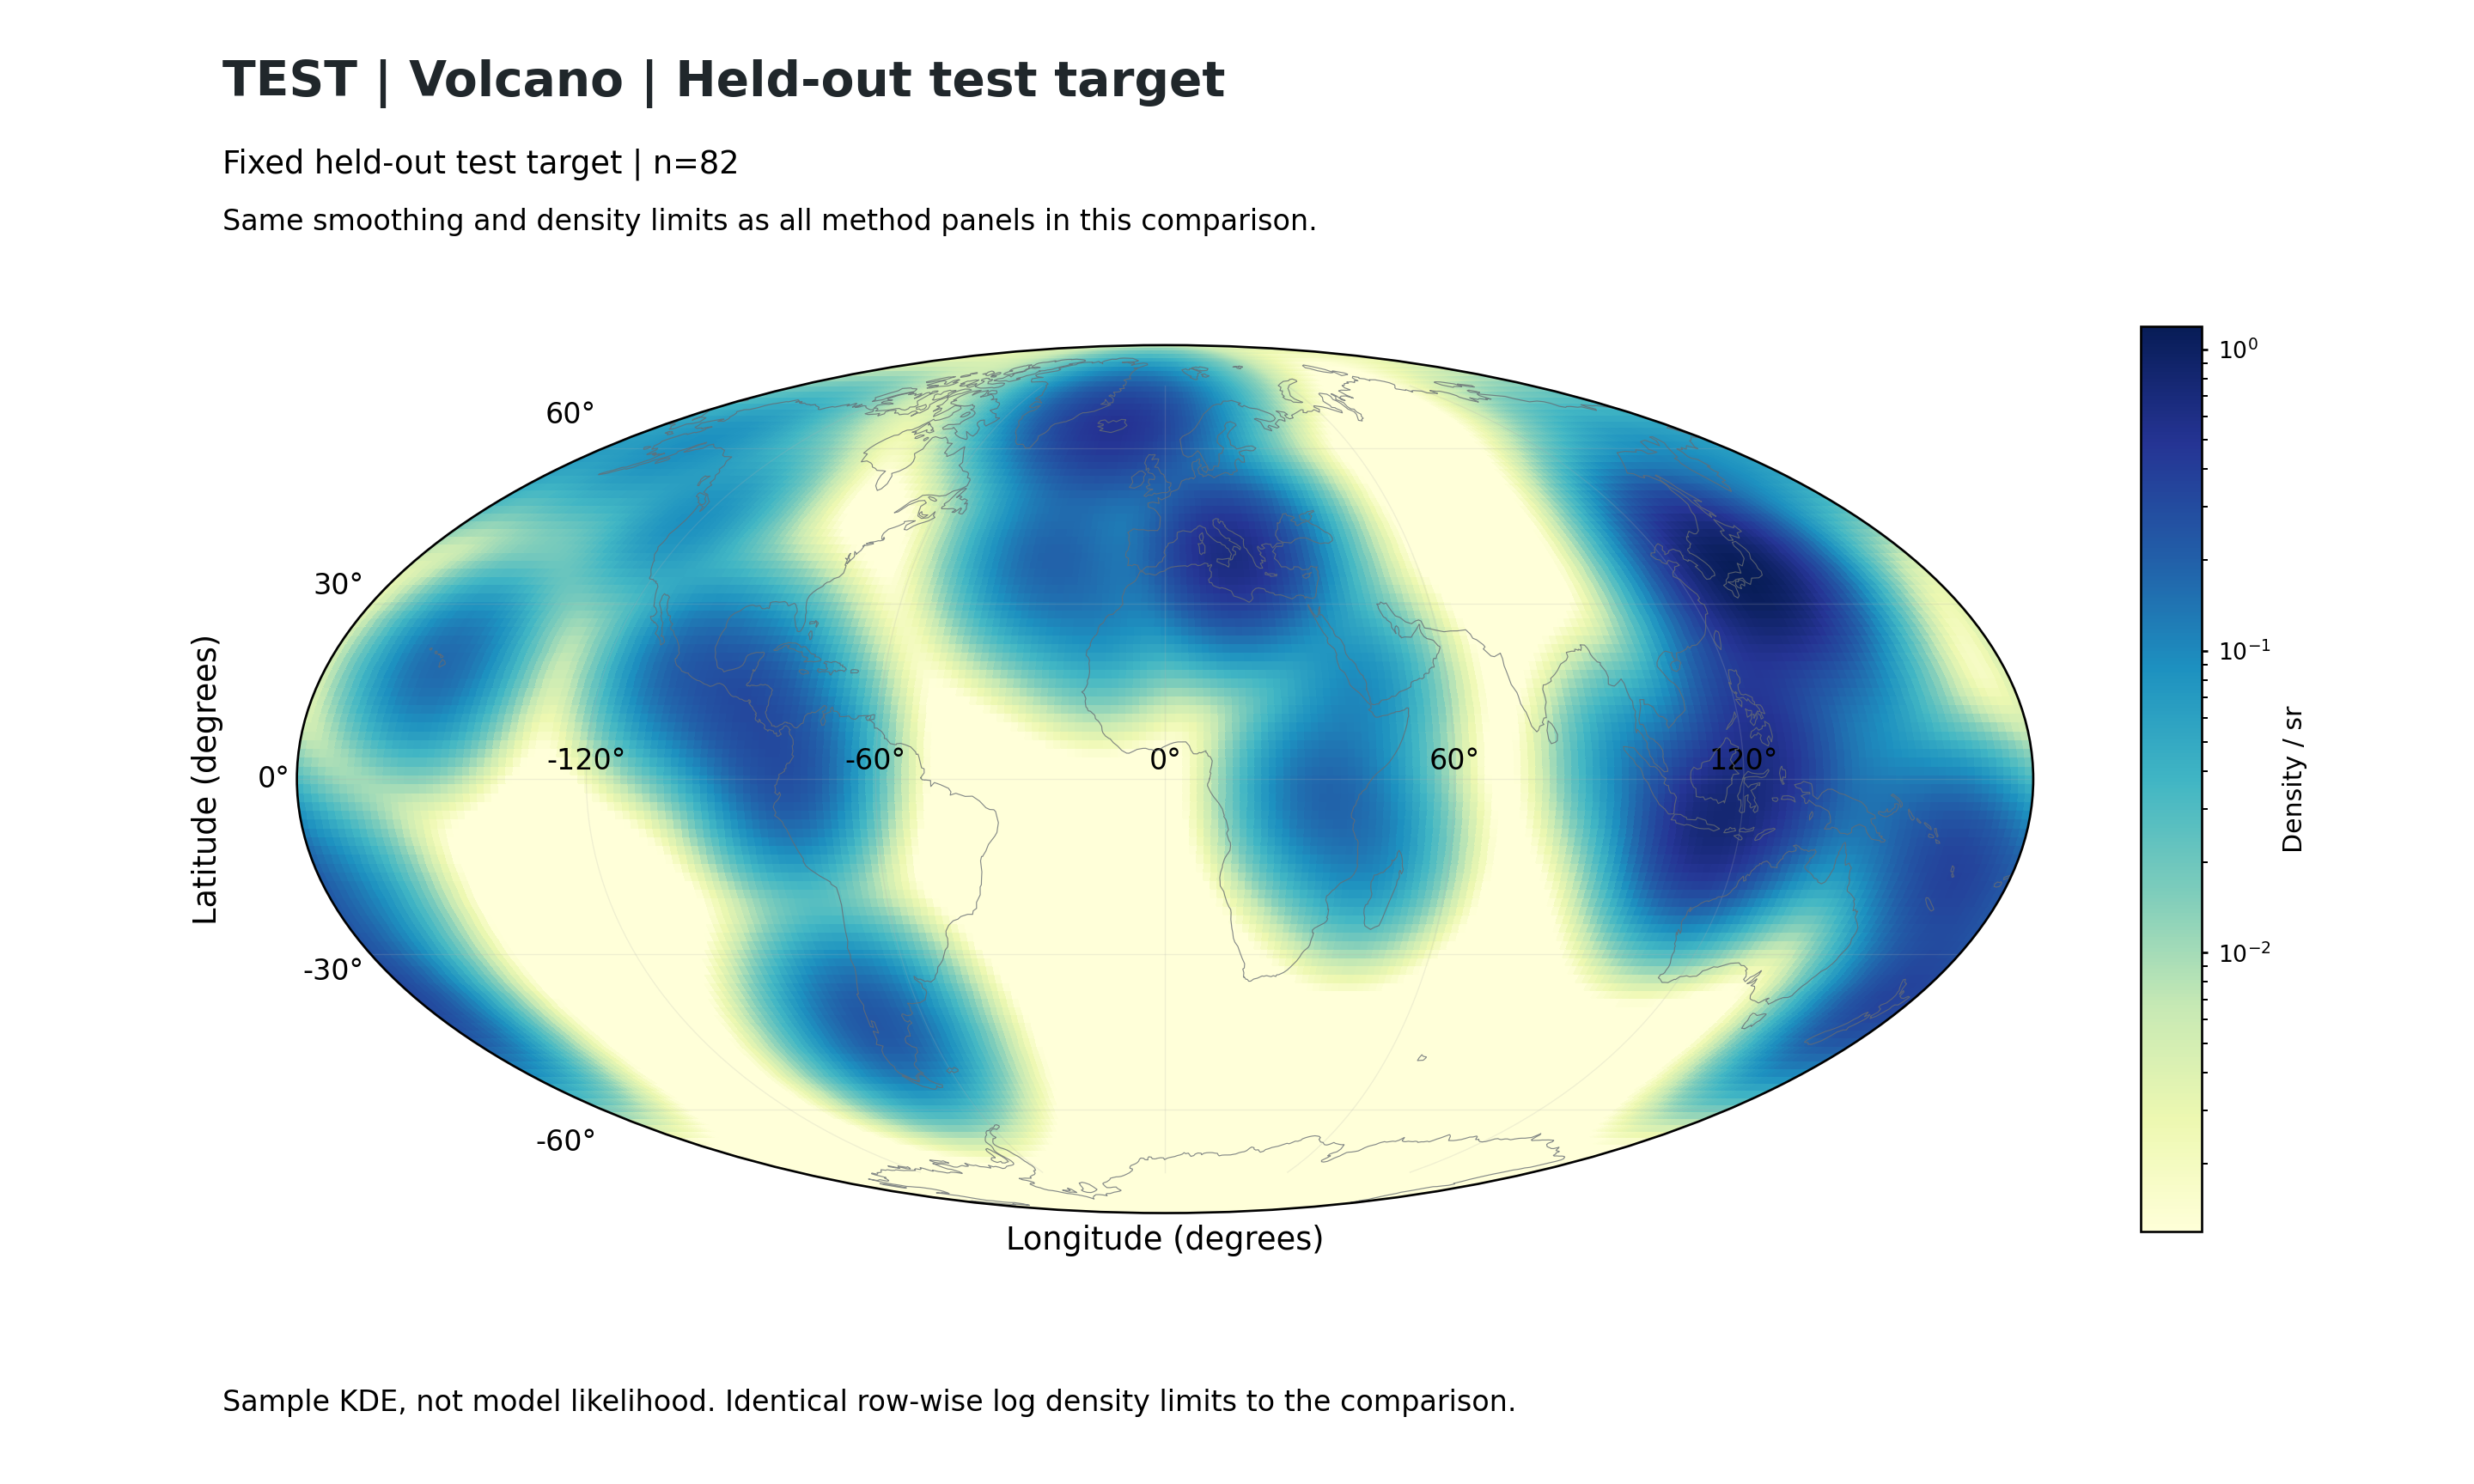 TEST | Volcano | Held-out test target
Fixed held-out test target | n=82
Same smoothing and density limits as all method panels in this comparison.
60°
30°
0°
-30°
-60°
-120°
-60°
0°
60°
120°
Latitude (degrees)
Longitude (degrees)
10⁰
10⁻¹
10⁻²
Density / sr
Sample KDE, not model likelihood. Identical row-wise log density limits to the comparison.